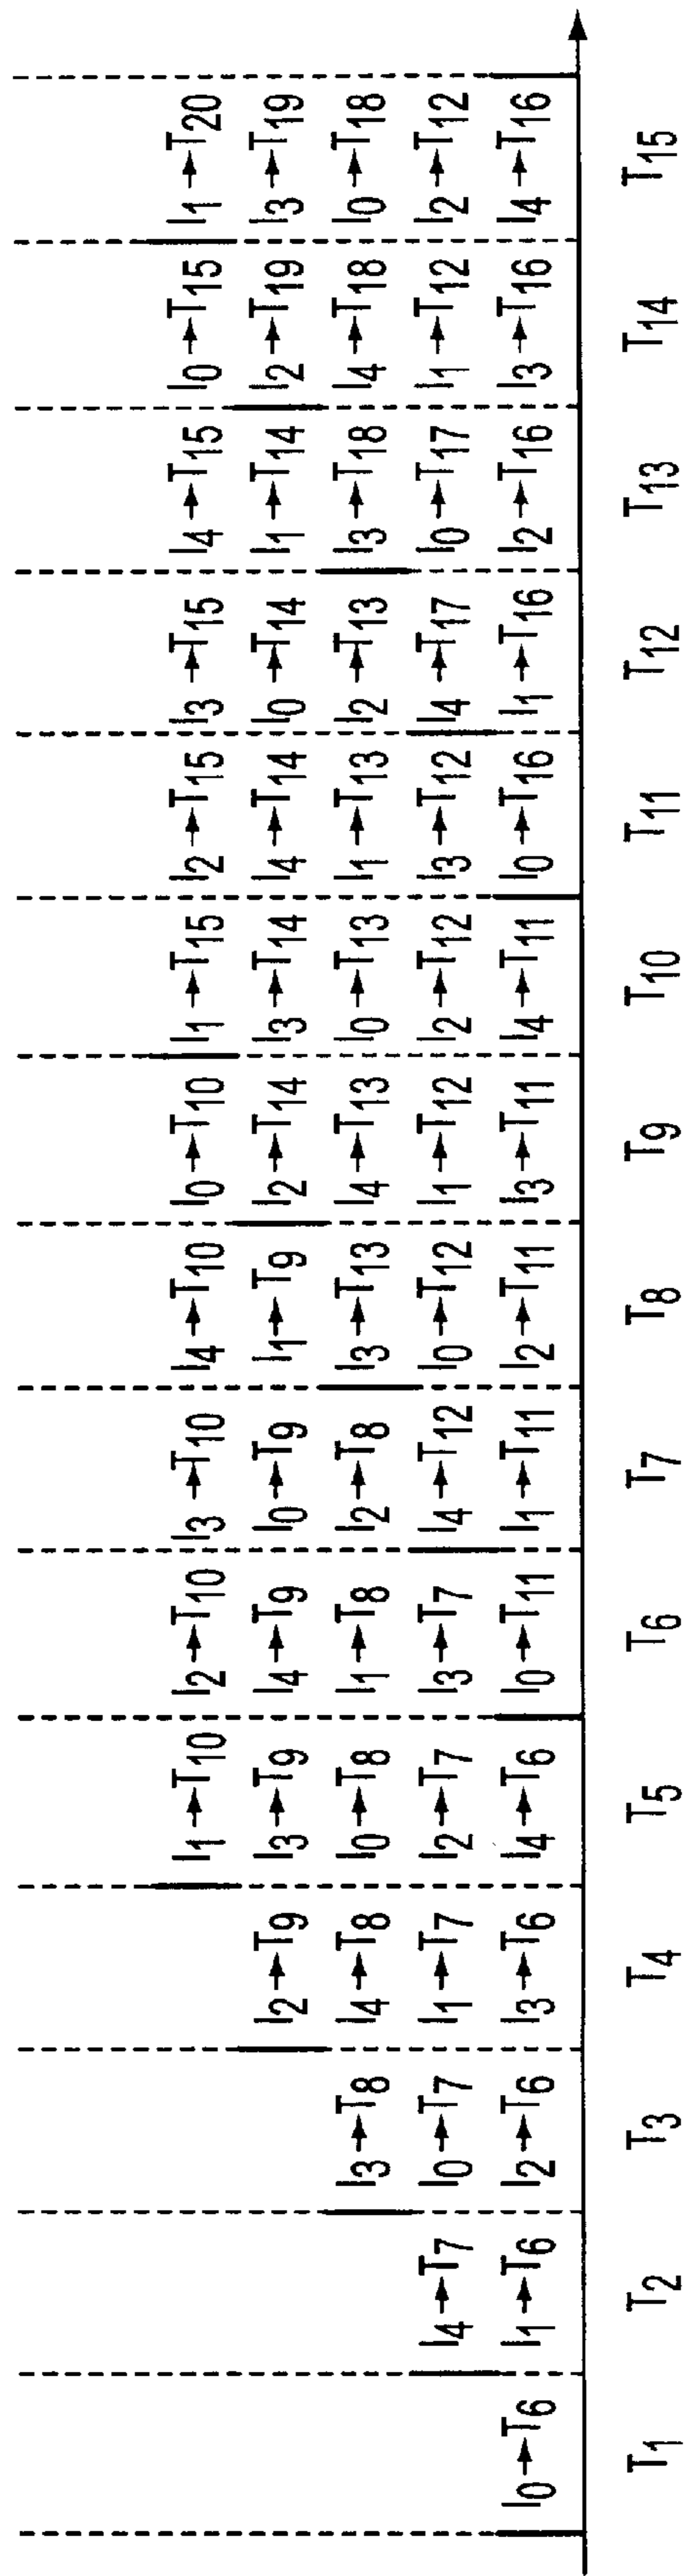 I1→T20
I0→T15 I3→T19
I4→T15 I2→T19 I0→T18
I3→T15 I1→T14 I4→T18 I2→T12
I2→T15 I0→T14 I3→T18 I1→T12 I4→T16
I1→T15 I4→T14 I2→T13 I0→T17 I3→T16
I0→T10 I3→T14 I1→T13 I4→T17 I2→T16
I4→T10 I2→T14 I0→T13 I3→T12 I1→T16
I3→T10 I1→T9 I4→T13 I2→T12 I0→T16
I2→T10 I0→T9 I3→T13 I1→T12 I4→T11
I1→T10 I4→T9 I2→T8 I0→T12 I3→T11
I3→T9 I1→T8 I4→T12 I2→T11
I2→T9 I0→T8 I3→T7 I1→T11
I4→T8 I2→T7 I0→T11
I3→T8 I1→T7 I4→T6
I0→T7 I3→T6
I4→T7 I2→T6
I1→T6
I0→T6
T1 T2 T3 T4 T5 T6 T7 T8 T9 T10 T11 T12 T13 T14 T15